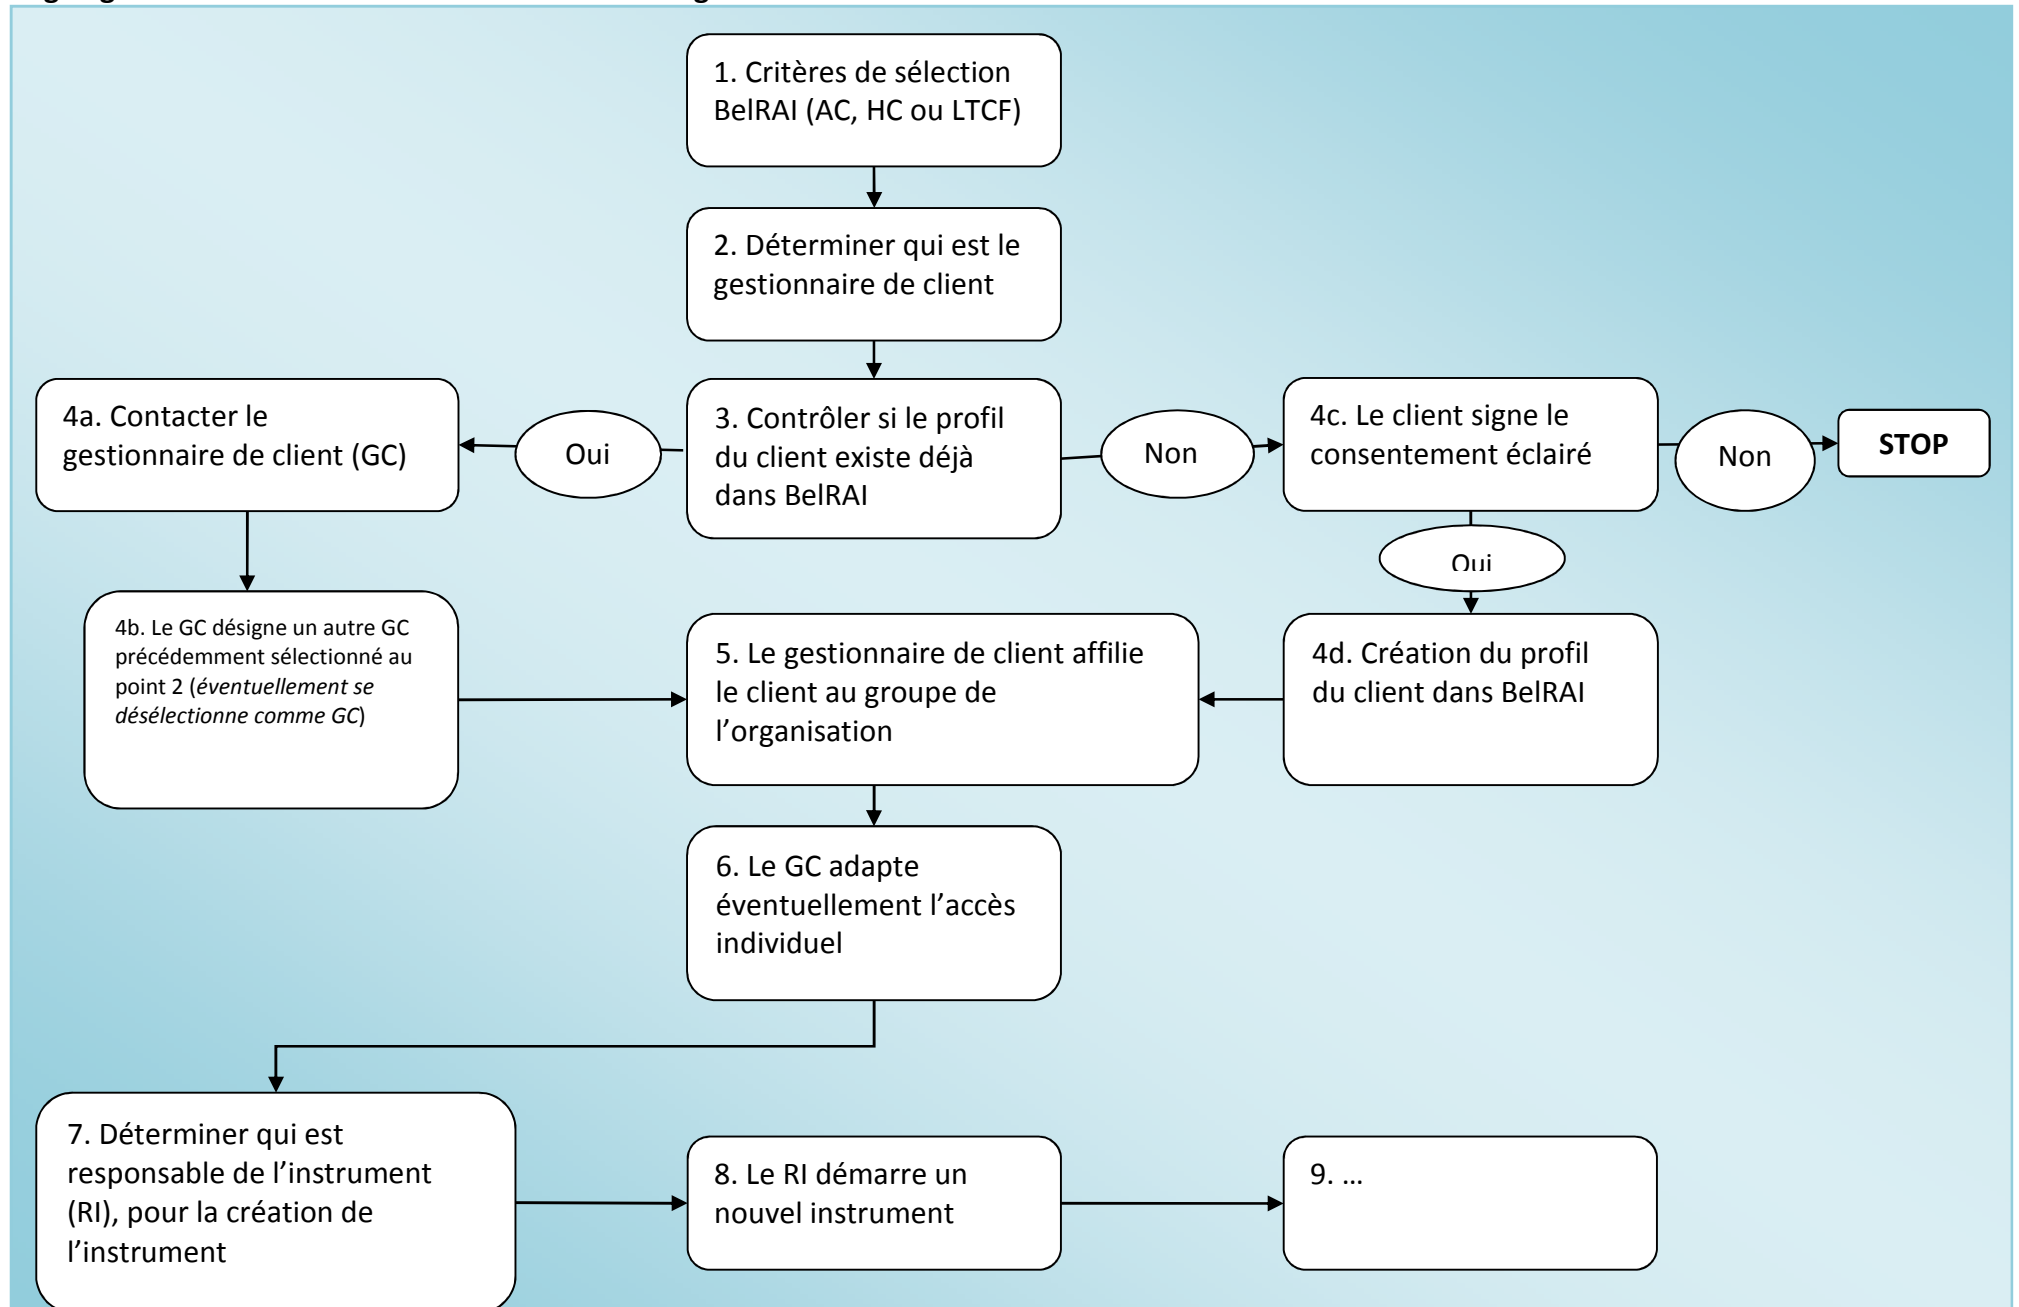 1. Critères de sélection
BelRAI (AC, HC ou LTCF)
2. Déterminer qui est le
gestionnaire de client
4a. Contacter le
gestionnaire de client (GC)
Oui
3. Contrôler si le profil
du client existe déjà
dans BelRAI
Non
4c. Le client signe le
consentement éclairé
Non
STOP
Oui
4b. Le GC désigne un autre GC
précédemment sélectionné au
point 2 (éventuellement se
désélectionne comme GC)
5. Le gestionnaire de client affilie
le client au groupe de
l’organisation
4d. Création du profil
du client dans BelRAI
6. Le GC adapte
éventuellement l’accès
individuel
7. Déterminer qui est
responsable de l’instrument
(RI), pour la création de
l’instrument
8. Le RI démarre un
nouvel instrument
9. ...